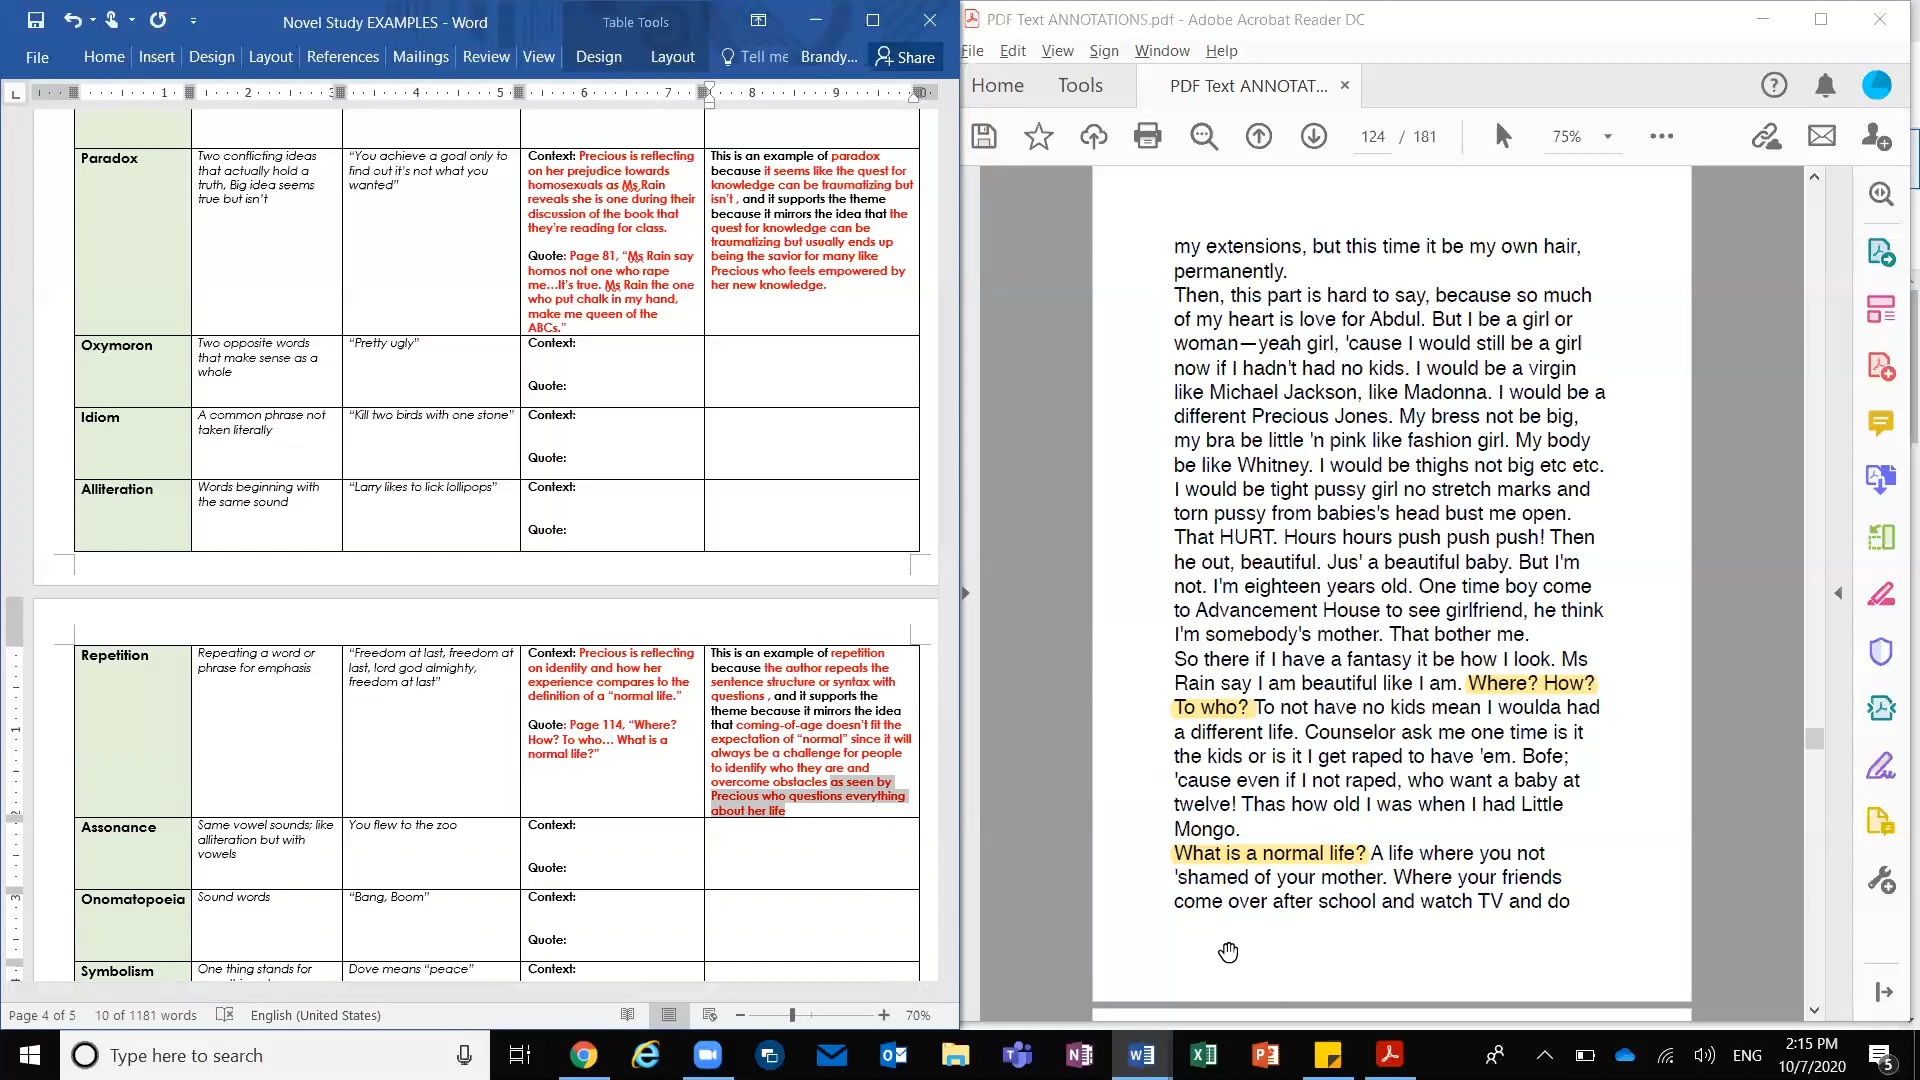 Novel Study EXAMPLES - Word
Table Tools
File Home Insert Design Layout References Mailings Review View Design Layout Tell me Brandy... Share
Paradox
Two conflicting ideas
that actually hold a
truth, Big idea seems
true but isn't
"You achieve a goal only to
find out it's not what you
wanted"
Context: Precious is reflecting
on her prejudice towards
homosexuals as Ms Rain
reveals she is one during their
discussion of the book that
they're reading for class.
Quote: Page 81, "Ms Rain say
homos not one who rape
me...It's true. Ms Rain the one
who put chalk in my hand,
make me queen of the
ABCs."
This is an example of paradox
because it seems like the quest for
knowledge can be traumatizing but
isn't , and it supports the theme
because it mirrors the idea that the
quest for knowledge can be
traumatizing but usually ends up
being the savior for many like
Precious who feels empowered by
her new knowledge.
Oxymoron
Two opposite words
that make sense as a
whole
"Pretty ugly"
Context:
Quote:
Idiom
A common phrase not
taken literally
"Kill two birds with one stone"
Context:
Quote:
Alliteration
Words beginning with
the same sound
"Larry likes to lick lollipops"
Context:
Quote:
Repetition
Repeating a word or
phrase for emphasis
"Freedom at last, freedom at
last, lord god almighty,
freedom at last"
Context: Precious is reflecting
on identity and how her
experience compares to the
definition of a "normal life."
Quote: Page 114, "Where?
How? To who... What is a
normal life?"
This is an example of repetition
because the author repeats the
sentence structure or syntax with
questions , and it supports the
theme because it mirrors the idea
that coming-of-age doesn't fit the
expectation of "normal" since it will
always be a challenge for people
to identify who they are and
overcome obstacles as seen by
Precious who questions everything
about her life
Assonance
Same vowel sounds; like
alliteration but with
vowels
You flew to the zoo
Context:
Quote:
Onomatopoeia
Sound words
"Bang, Boom"
Context:
Quote:
Symbolism
One thing stands for
Dove means "peace"
Context:
Page 4 of 5 10 of 1181 words English (United States) 70%
PDF Text ANNOTATIONS.pdf - Adobe Acrobat Reader DC
File Edit View Sign Window Help
Home Tools PDF Text ANNOTAT... ×
124 / 181 75%
my extensions, but this time it be my own hair,
permanently.
Then, this part is hard to say, because so much
of my heart is love for Abdul. But I be a girl or
woman—yeah girl, 'cause I would still be a girl
now if I hadn't had no kids. I would be a virgin
like Michael Jackson, like Madonna. I would be a
different Precious Jones. My bress not be big,
my bra be little 'n pink like fashion girl. My body
be like Whitney. I would be thighs not big etc etc.
I would be tight pussy girl no stretch marks and
torn pussy from babies's head bust me open.
That HURT. Hours hours push push push! Then
he out, beautiful. Jus' a beautiful baby. But I'm
not. I'm eighteen years old. One time boy come
to Advancement House to see girlfriend, he think
I'm somebody's mother. That bother me.
So there if I have a fantasy it be how I look. Ms
Rain say I am beautiful like I am. Where? How?
To who? To not have no kids mean I woulda had
a different life. Counselor ask me one time is it
the kids or is it I get raped to have 'em. Bofe;
'cause even if I not raped, who want a baby at
twelve! Thas how old I was when I had Little
Mongo.
What is a normal life? A life where you not
'shamed of your mother. Where your friends
come over after school and watch TV and do
Type here to search
ENG
2:15 PM
10/7/2020
5